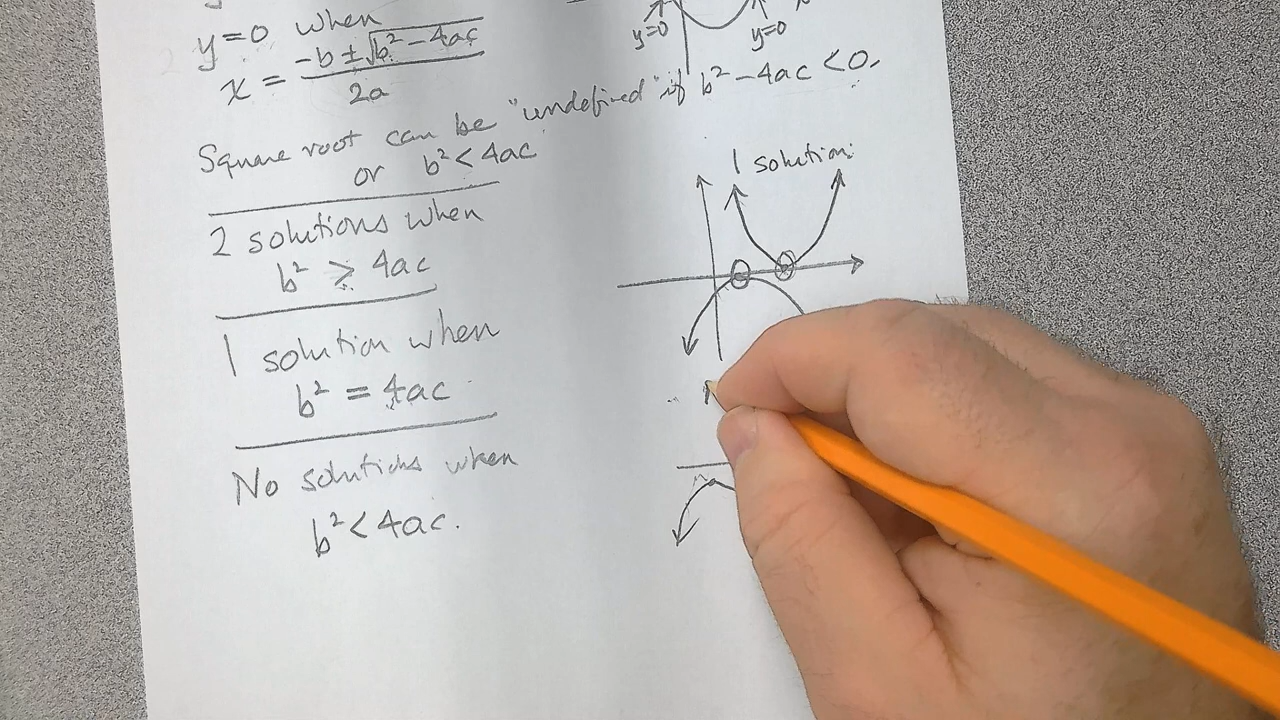 y=0 when
x = -b ± √b² - 4ac
2a
y=0
y=0
Square root can be "undefined" if b² - 4ac < 0.
or b² < 4ac
2 solutions when
b² ≥ 4ac
1 solution when
b² = 4ac
No solutions when
b² < 4ac.
1 solution: